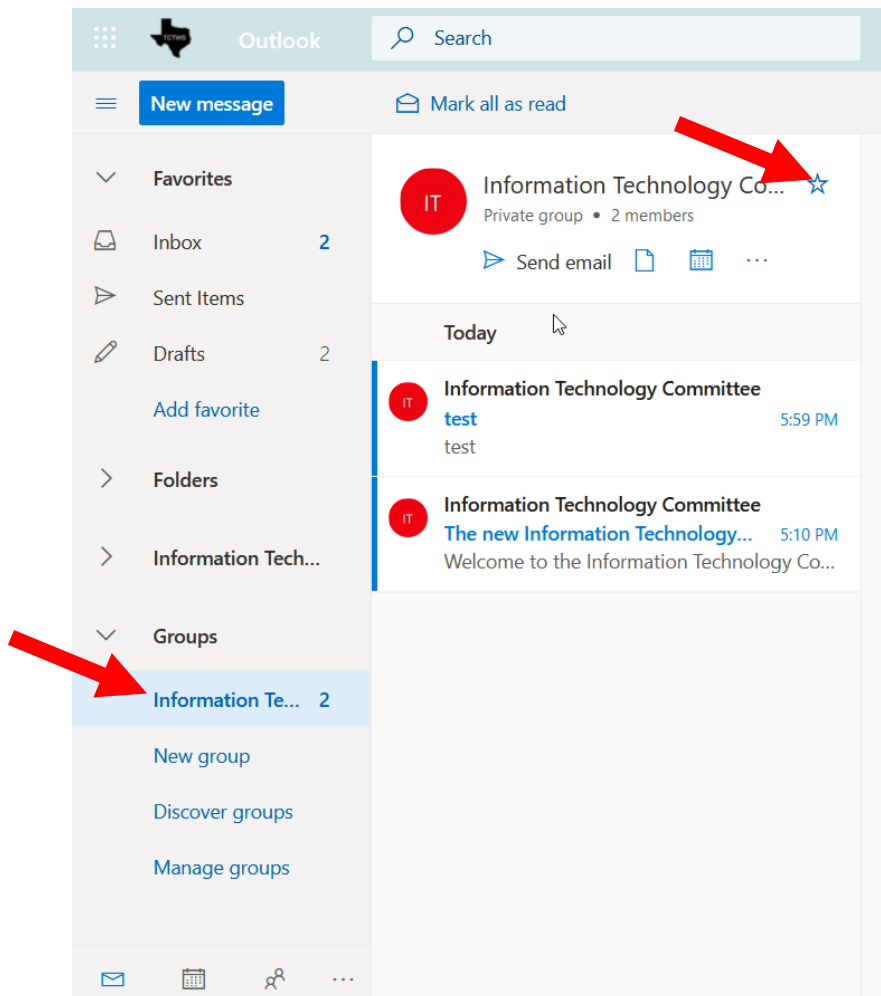 TCTWS
Outlook
Search
New message
Mark all as read
Favorites
Inbox 2
Sent Items
Drafts 2
Add favorite
Folders
Information Tech...
Groups
Information Te... 2
New group
Discover groups
Manage groups
IT
Information Technology Co...
Private group • 2 members
Send email
Today
IT
Information Technology Committee
test 5:59 PM
test
IT
Information Technology Committee
The new Information Technology... 5:10 PM
Welcome to the Information Technology Co...